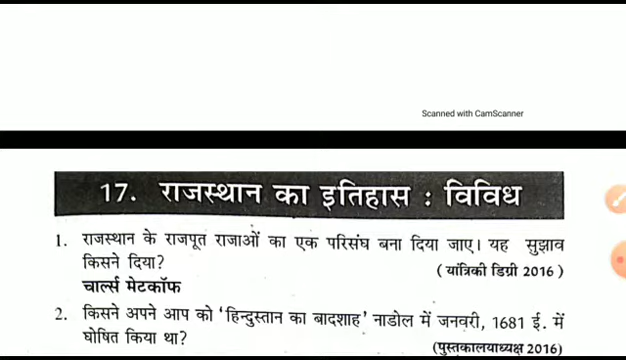 Scanned with CamScanner
17. राजस्थान का इतिहास : विविध
1. राजस्थान के राजपूत राजाओं का एक परिसंघ बना दिया जाए। यह सुझाव
किसने दिया? ( यांत्रिकी डिग्री 2016 )
चार्ल्स मेटकॉफ
2. किसने अपने आप को ‘हिन्दुस्तान का बादशाह’ नाडोल में जनवरी, 1681 ई. में
घोषित किया था? (पुस्तकालयाध्यक्ष 2016)